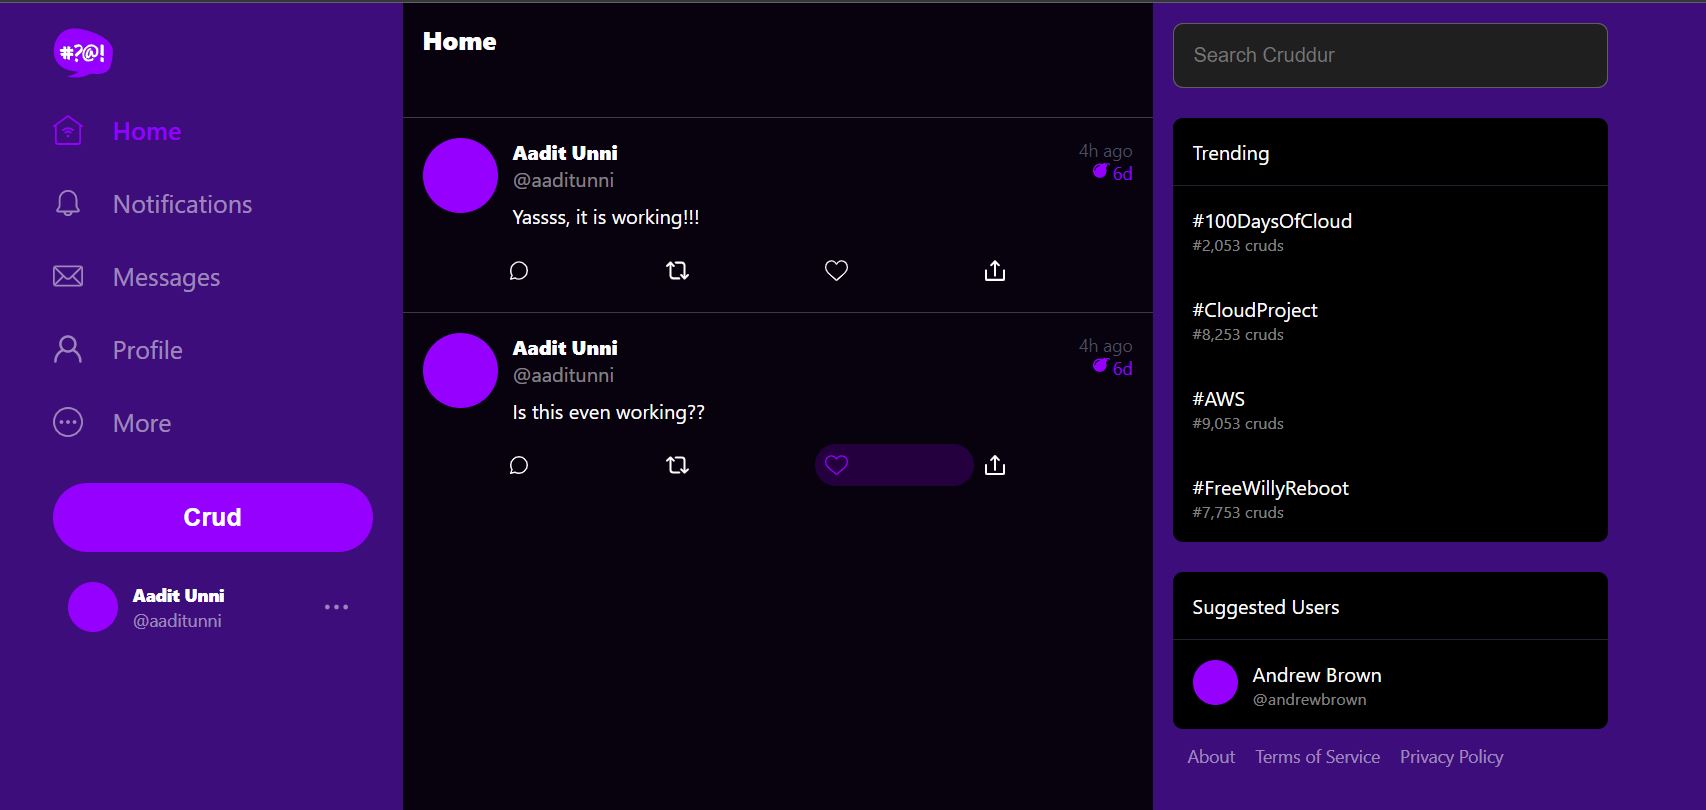 #?@!
Home
Notifications
Messages
Profile
More
Crud
Aadit Unni
@aaditunni
Home
Aadit Unni
4h ago
@aaditunni
6d
Yassss, it is working!!!
Aadit Unni
4h ago
@aaditunni
6d
Is this even working??
Search Cruddur
Trending
#100DaysOfCloud
#2,053 cruds
#CloudProject
#8,253 cruds
#AWS
#9,053 cruds
#FreeWillyReboot
#7,753 cruds
Suggested Users
Andrew Brown
@andrewbrown
About Terms of Service Privacy Policy